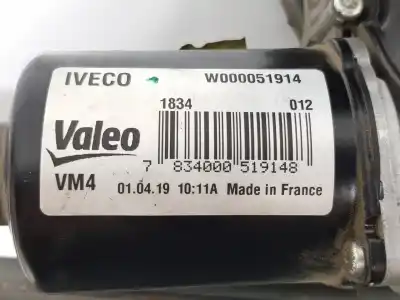 IVECO W000051914
1834 012
Valeo
7 834000 519148
VM4 01.04.19 10:11A Made in France